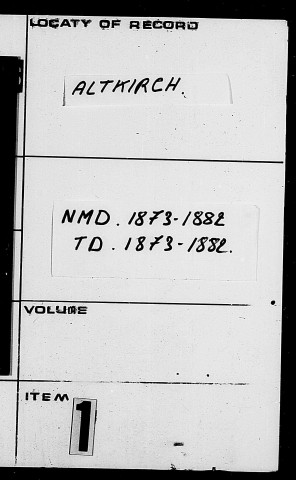 LOCATY OF RECORD
ALTKIRCH.
NMD. 1873-1882
TD. 1873-1882.
VOLUME
ITEM 1